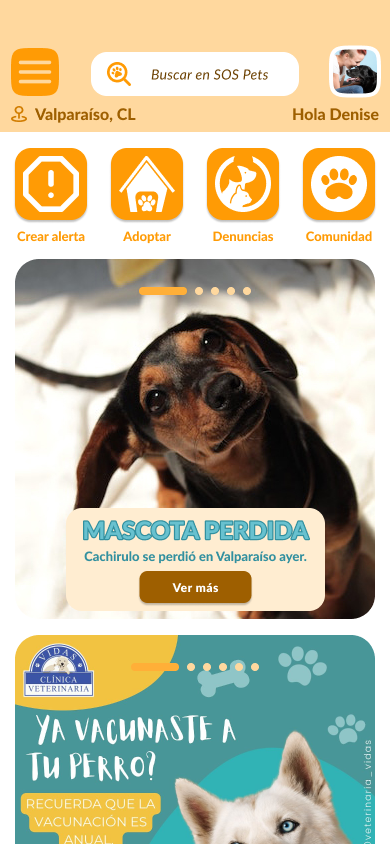 Buscar en SOS Pets
Valparaíso, CL
Hola Denise
Crear alerta
Adoptar
Denuncias
Comunidad
MASCOTA PERDIDA
Cachirulo se perdió en Valparaíso ayer.
Ver más
VIDAS
CLÍNICA
VETERINARIA
YA VACUNASTE A
TU PERRO?
RECUERDA QUE LA
VACUNACIÓN ES
ANUAL.
veterinaria_vidas